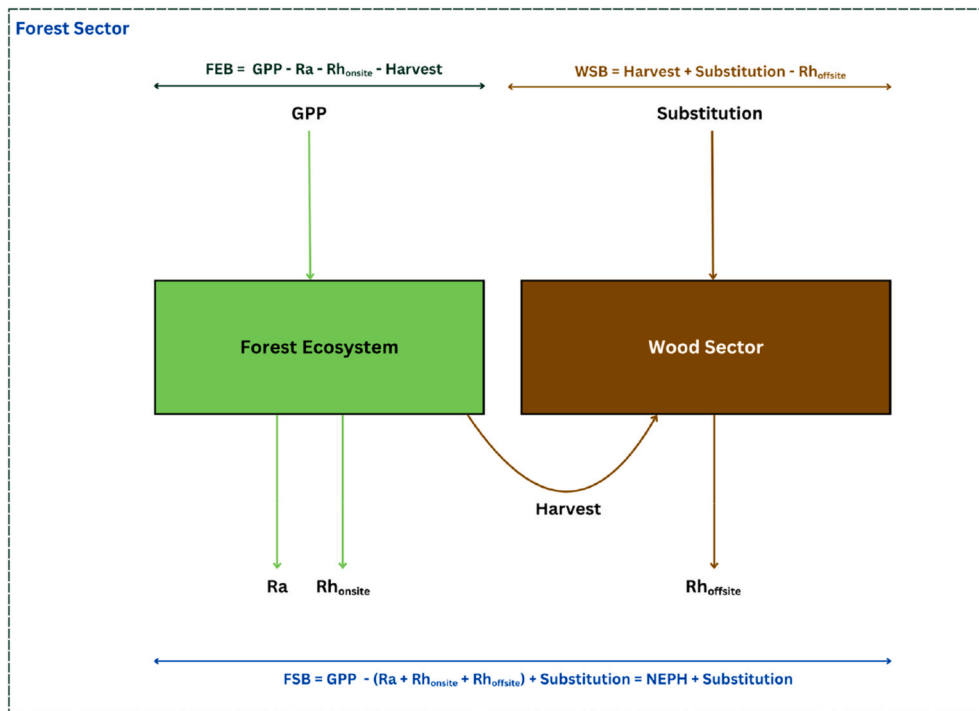 Forest Sector
FEB = GPP - Ra - Rhonsite - Harvest
WSB = Harvest + Substitution - Rhoffsite
GPP
Substitution
Forest Ecosystem
Wood Sector
Harvest
Ra
Rhonsite
Rhoffsite
FSB = GPP - (Ra + Rhonsite + Rhoffsite) + Substitution = NEPH + Substitution